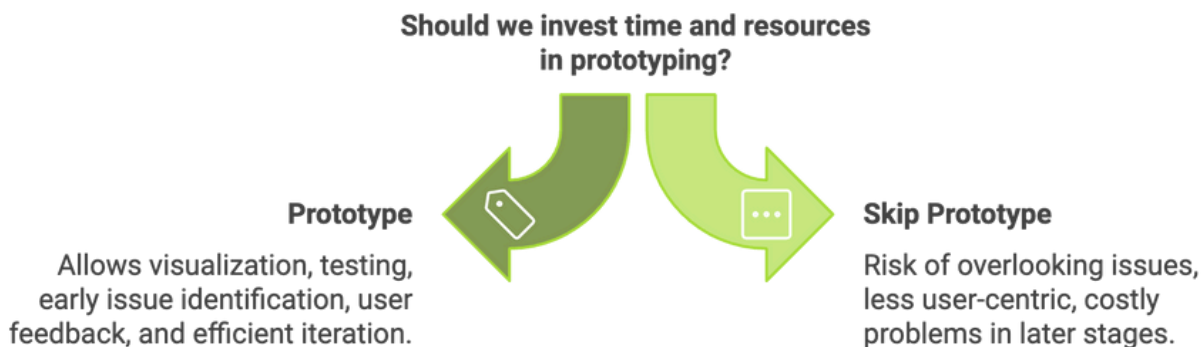 Should we invest time and resources
in prototyping?
Prototype
Allows visualization, testing,
early issue identification, user
feedback, and efficient iteration.
Skip Prototype
Risk of overlooking issues,
less user-centric, costly
problems in later stages.